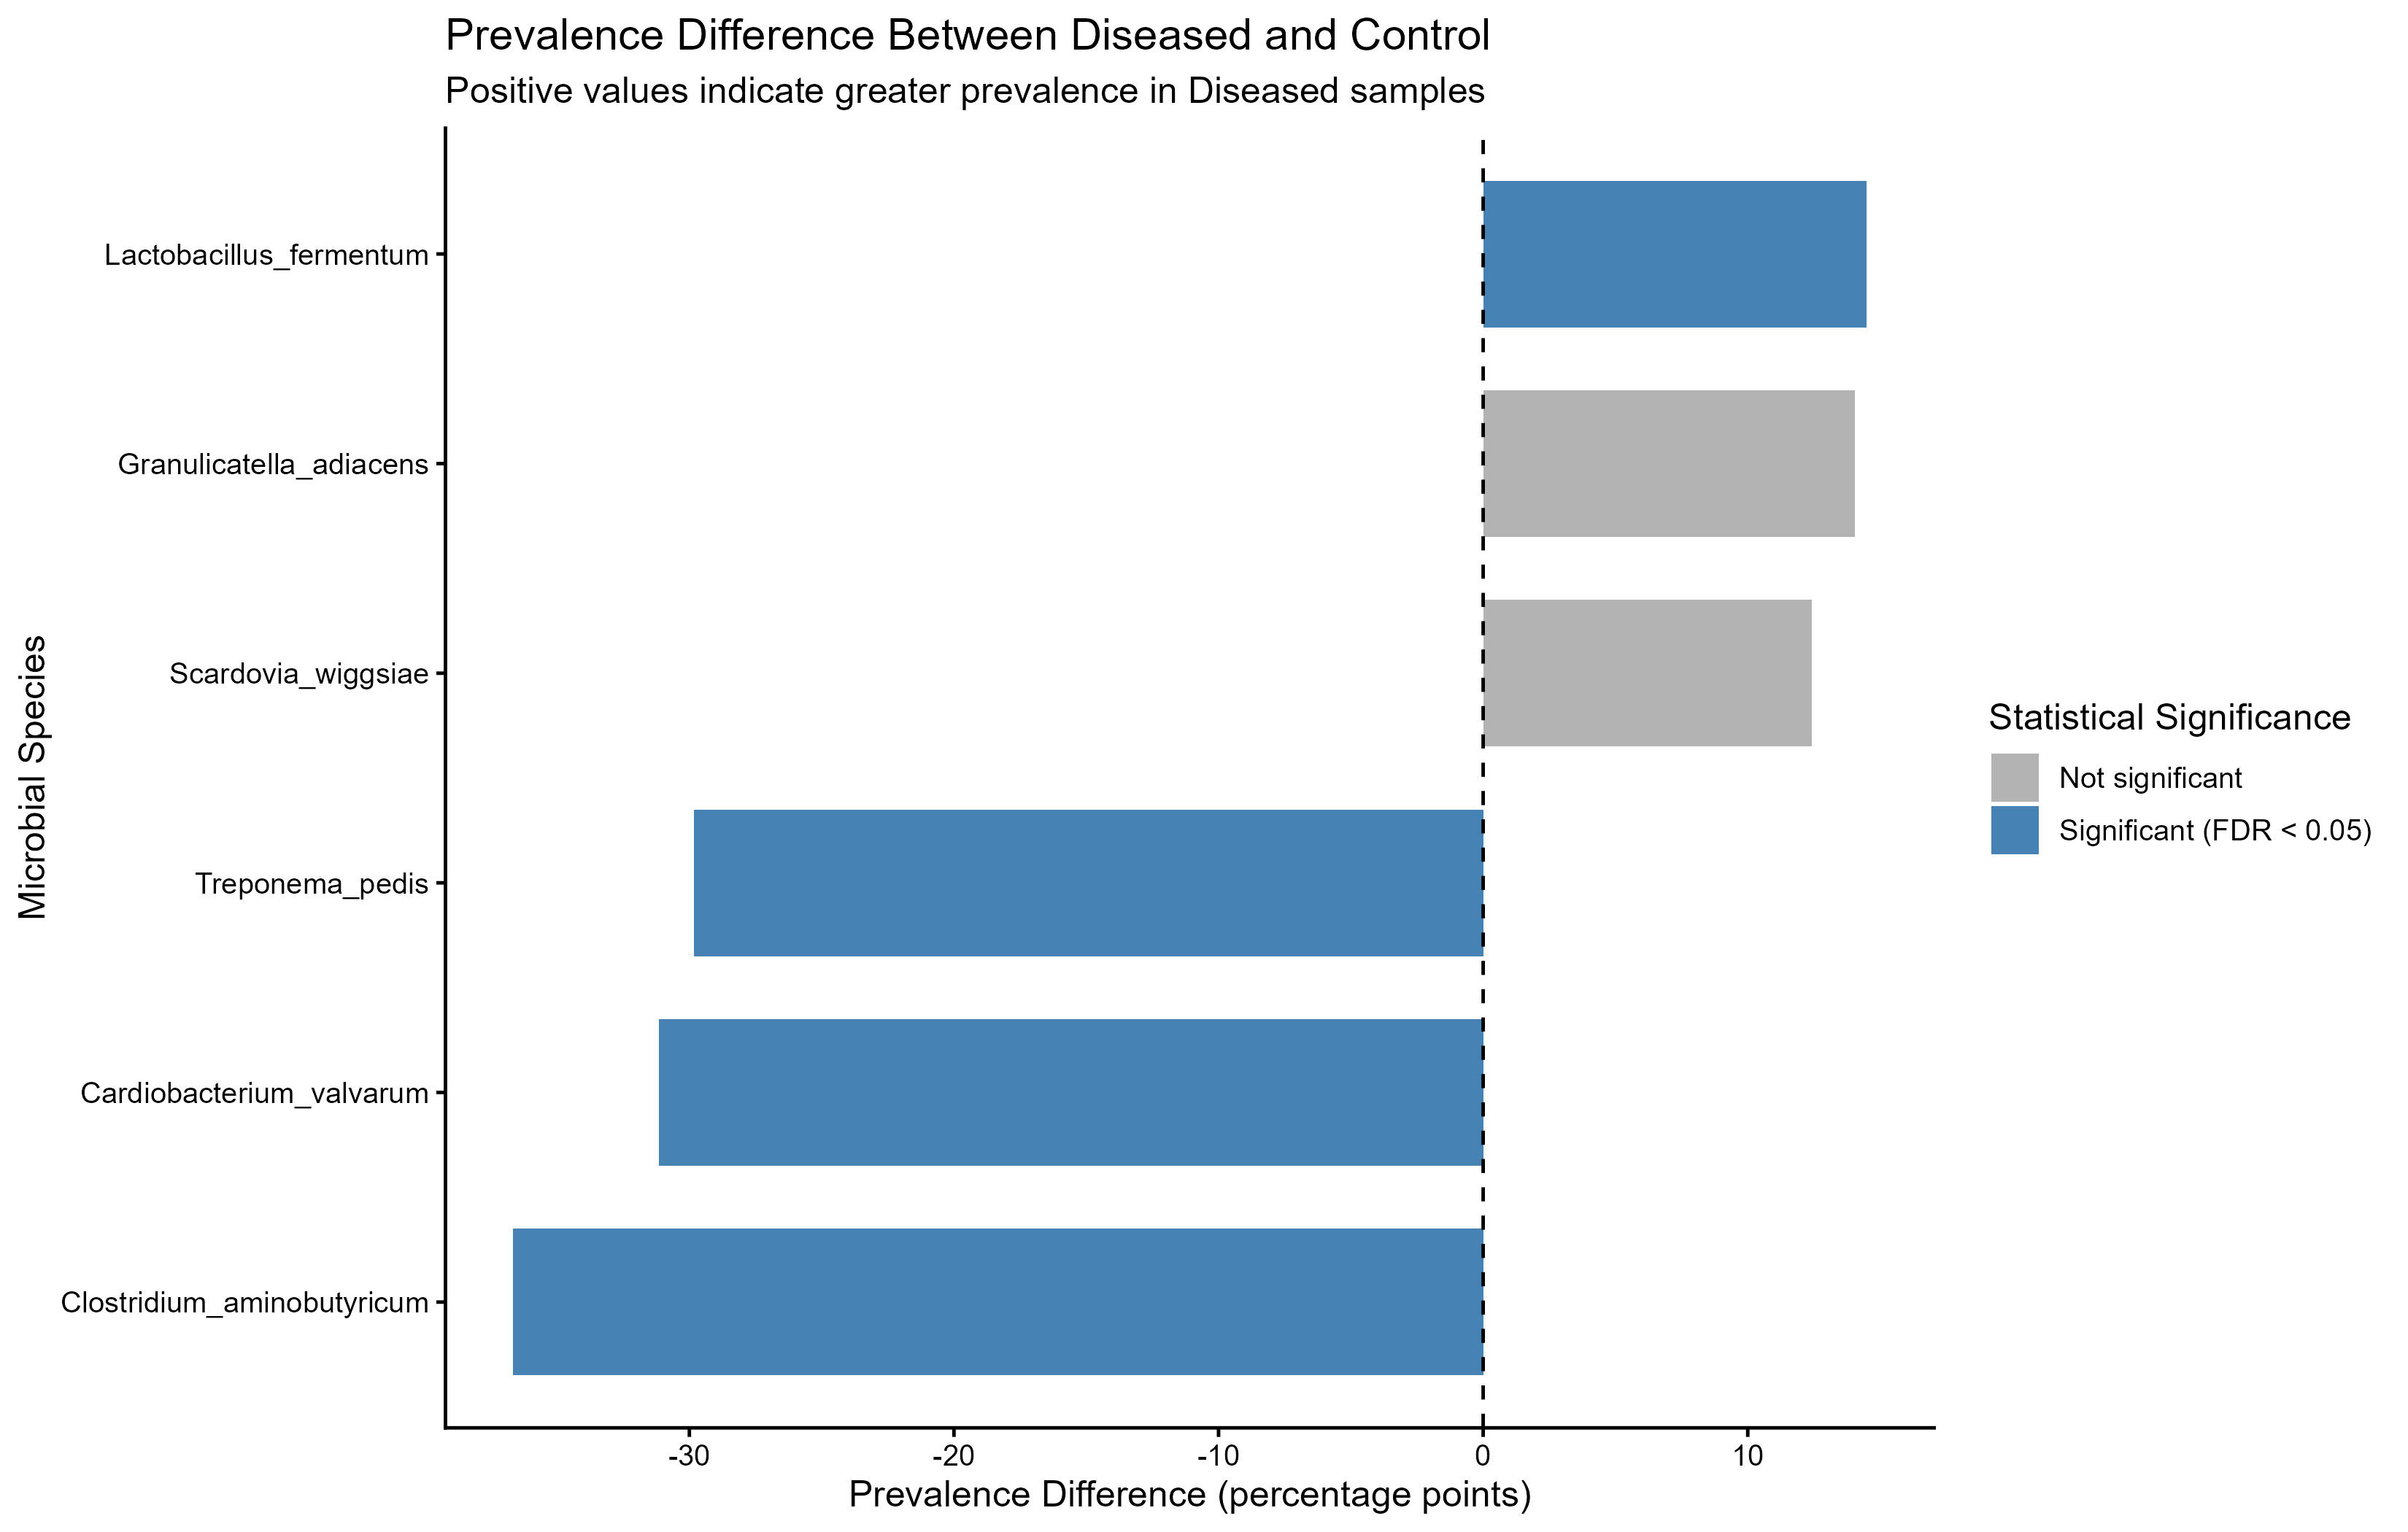 Prevalence Difference Between Diseased and Control
Positive values indicate greater prevalence in Diseased samples
Microbial Species
Lactobacillus_fermentum
Granulicatella_adiacens
Scardovia_wiggsiae
Treponema_pedis
Cardiobacterium_valvarum
Clostridium_aminobutyricum
-30 -20 -10 0 10
Prevalence Difference (percentage points)
Statistical Significance
Not significant
Significant (FDR < 0.05)